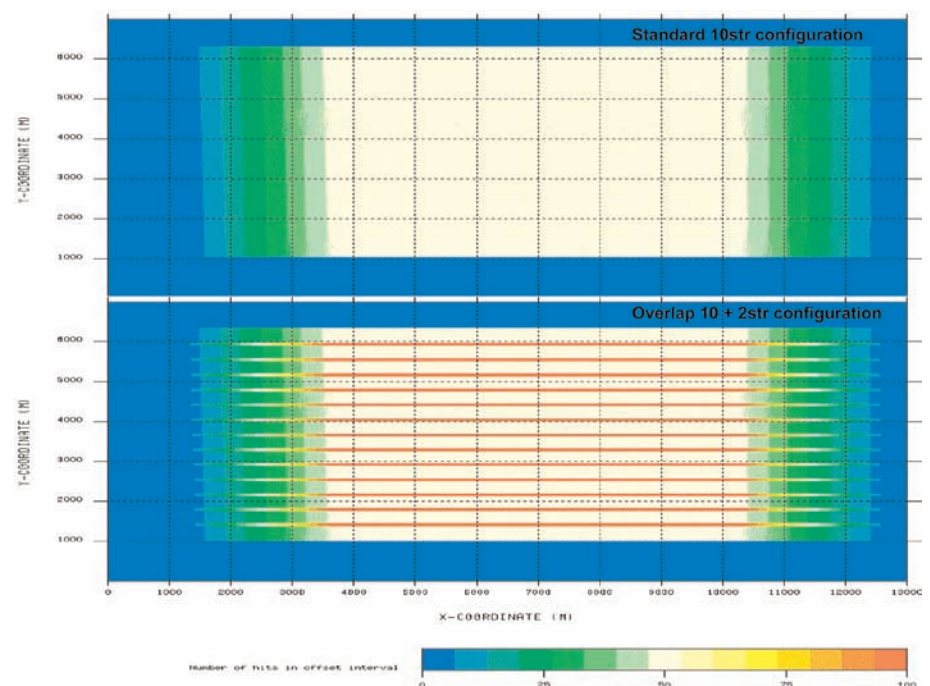 Standard 10str configuration
6000
5000
4000
3000
2000
1000
Y-COORDINATE (M)
Overlap 10 + 2str configuration
6000
5000
4000
3000
2000
1000
Y-COORDINATE (M)
0 1000 2000 3000 4000 5000 6000 7000 8000 9000 10000 11000 12000 13000
X-COORDINATE (M)
Number of hits in offset interval
0 25 50 75 100